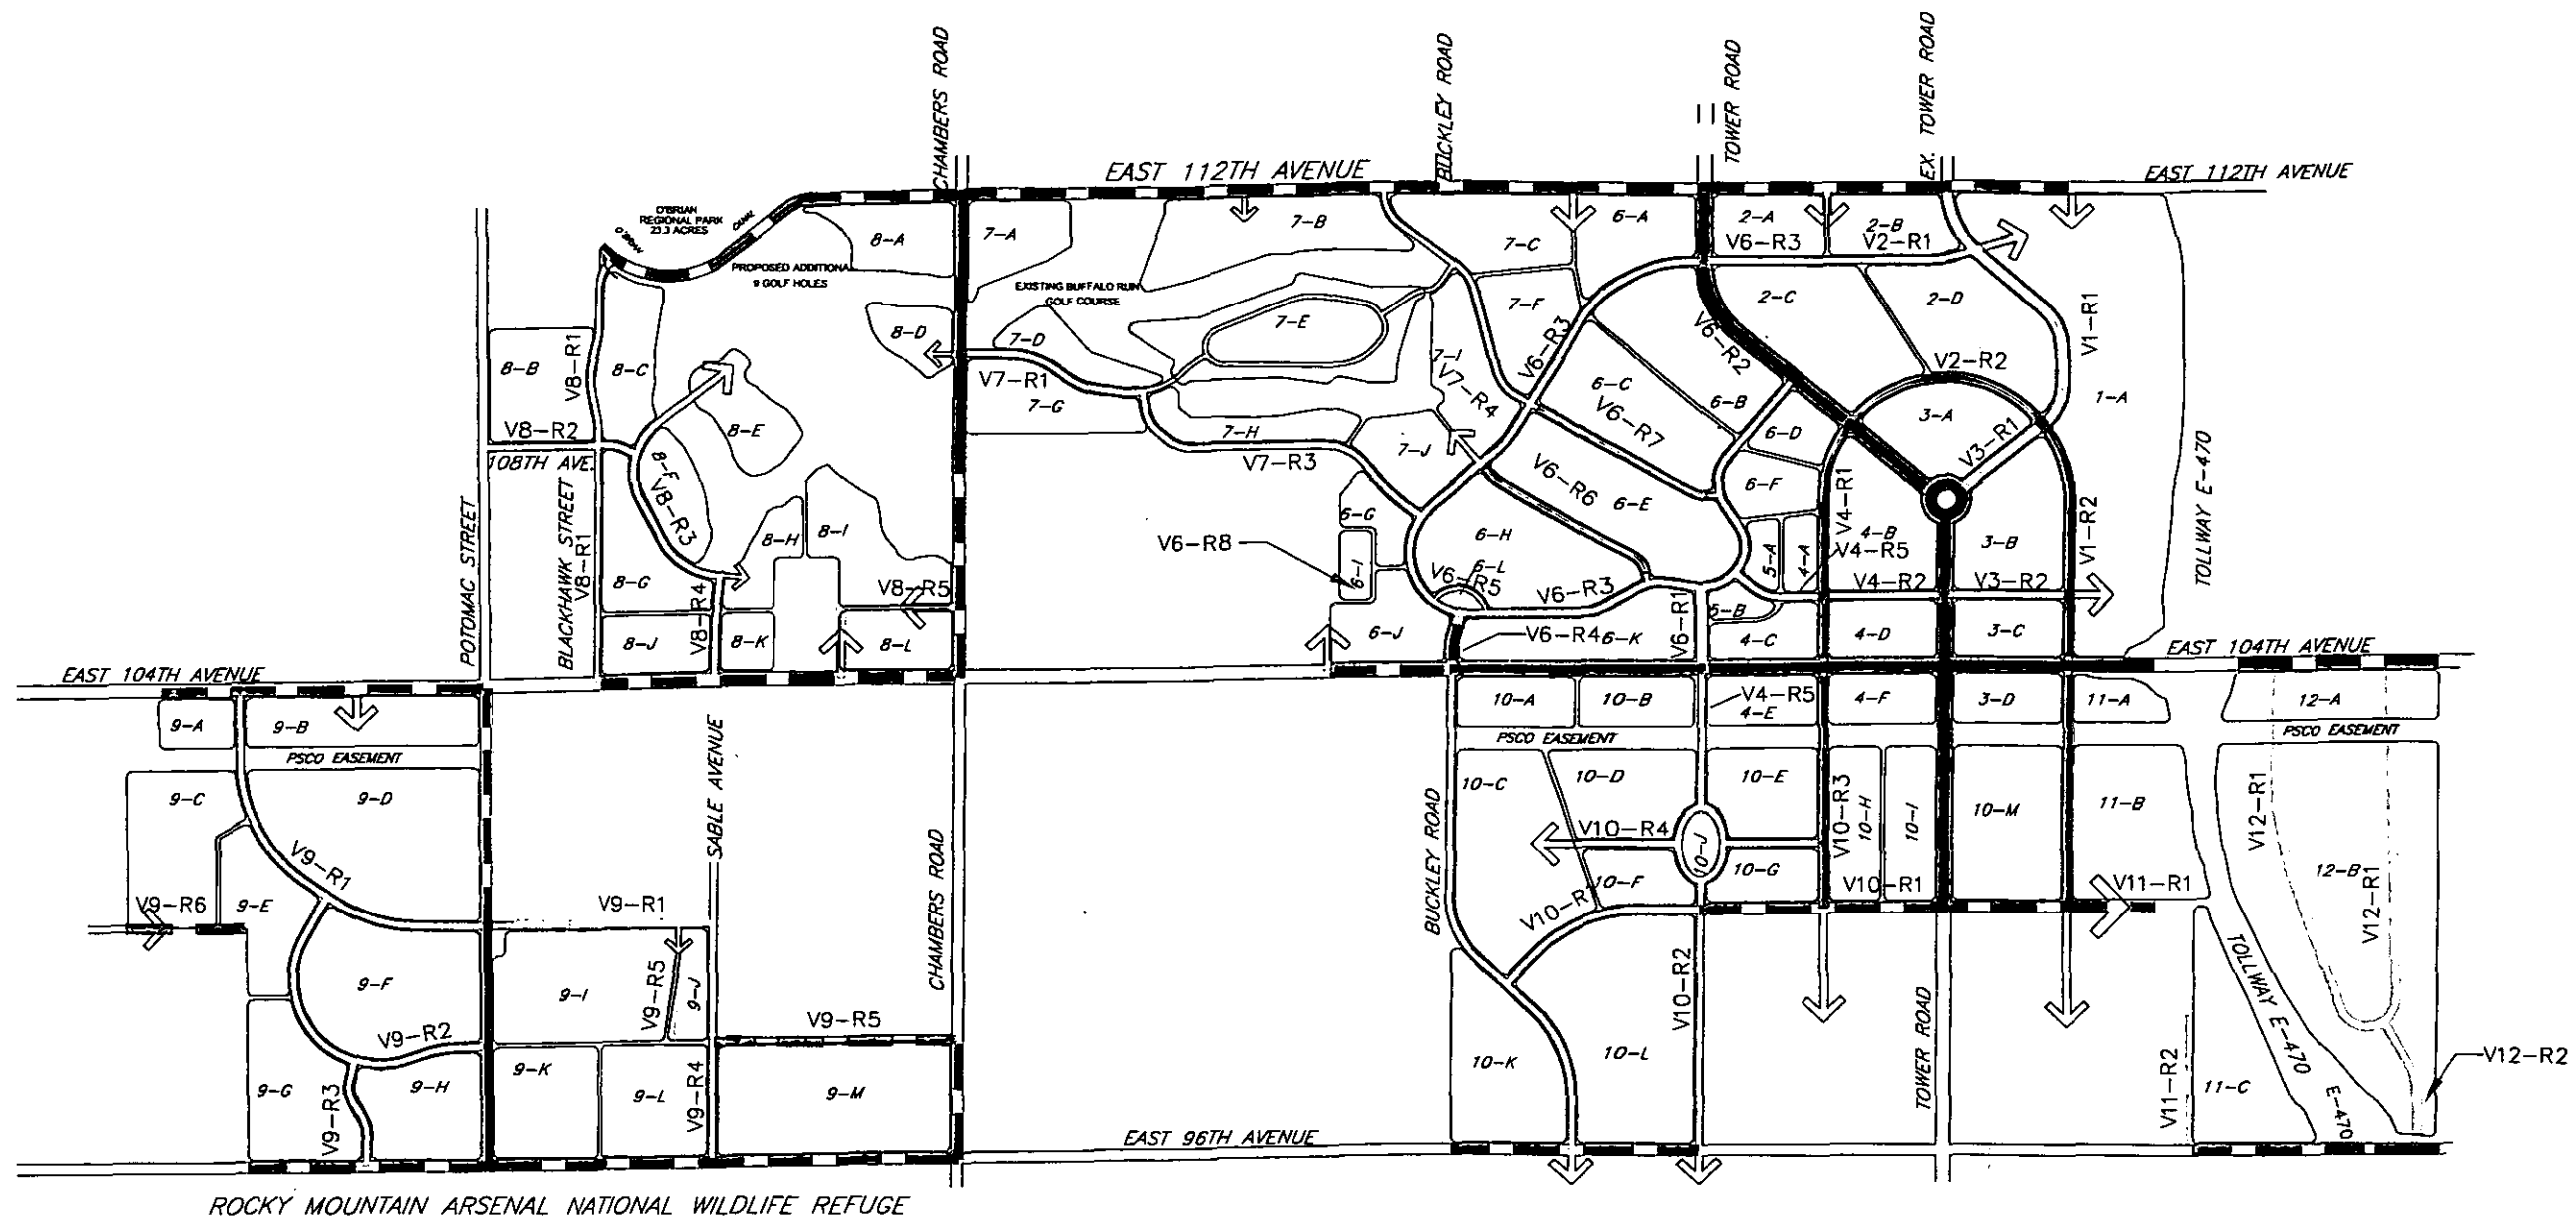 CHAMBERS ROAD
BUCKLEY ROAD
TOWER ROAD
EX. TOWER ROAD
EAST 112TH AVENUE
EAST 112TH AVENUE
O'BRIAN
REGIONAL PARK
23.3 ACRES
O'BRIAN
CANAL
PROPOSED ADDITIONAL
9 GOLF HOLES
EXISTING BUFFALO RUN
GOLF COURSE
8-A
7-A
7-B
7-C
6-A
2-A
2-B
V6-R3
V2-R1
8-D
7-D
7-E
7-F
2-C
2-D
V6-R3
V6-R2
V1-R1
8-B
V8-R1
8-C
V7-R1
7-G
7-I
V7-R4
6-C
V6-R7
6-B
V2-R2
3-A
1-A
V8-R2
8-E
7-H
7-J
6-D
V3-R1
108TH AVE.
8-F
V8-R3
V7-R3
V6-R6
6-E
6-F
V4-R1
TOLLWAY E-470
POTOMAC STREET
BLACKHAWK STREET
V8-R1
8-H
8-I
6-G
V6-R8
6-I
6-H
6-L
V6-R5
V6-R3
5-A
4-A
4-B
V4-R5
3-B
V1-R2
8-G
V8-R4
V8-R5
V4-R2
V3-R2
8-J
8-K
8-L
6-J
V6-R4
6-K
V6-R1
5-B
4-C
4-D
3-C
EAST 104TH AVENUE
EAST 104TH AVENUE
9-A
9-B
PSCO EASEMENT
10-A
10-B
V4-R5
4-E
4-F
3-D
11-A
12-A
PSCO EASEMENT
PSCO EASEMENT
9-C
9-D
SABLE AVENUE
CHAMBERS ROAD
BUCKLEY ROAD
10-C
10-D
10-E
V10-R3
10-H
10-I
10-M
11-B
V12-R1
V9-R1
V10-R4
10-J
12-B
V12-R1
V9-R6
9-E
V9-R1
V10-R1
10-F
10-G
V10-R1
V11-R1
9-F
9-I
V9-R5
9-J
V10-R2
TOWER ROAD
TOLLWAY E-470
V9-R2
V9-R5
9-G
V9-R3
9-H
9-K
9-L
V9-R4
9-M
10-K
10-L
V11-R2
11-C
E-470
V12-R2
EAST 96TH AVENUE
ROCKY MOUNTAIN ARSENAL NATIONAL WILDLIFE REFUGE